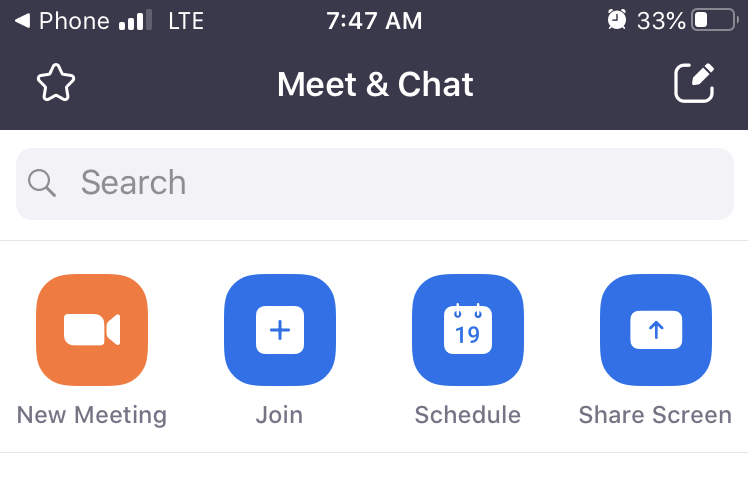 Phone LTE 7:47 AM 33%
Meet & Chat
Search
19
New Meeting Join Schedule Share Screen